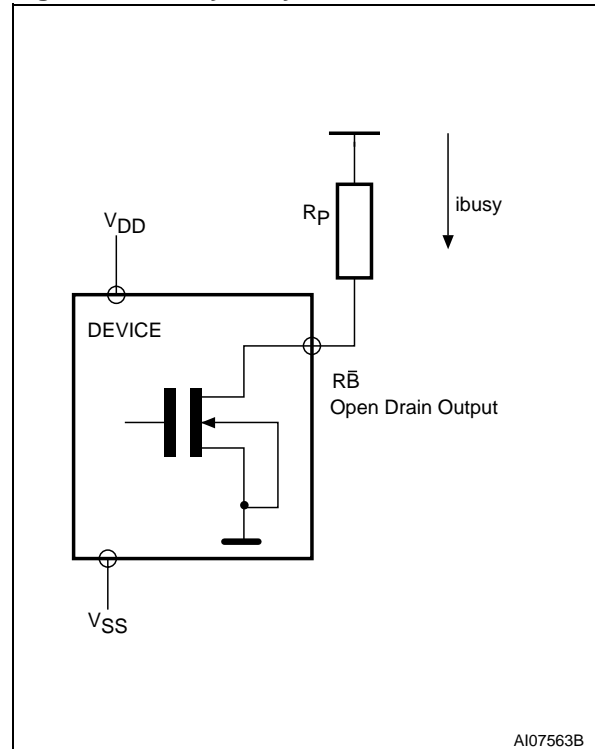 RP
ibusy
VDD
DEVICE
RB̅
Open Drain Output
VSS
AI07563B